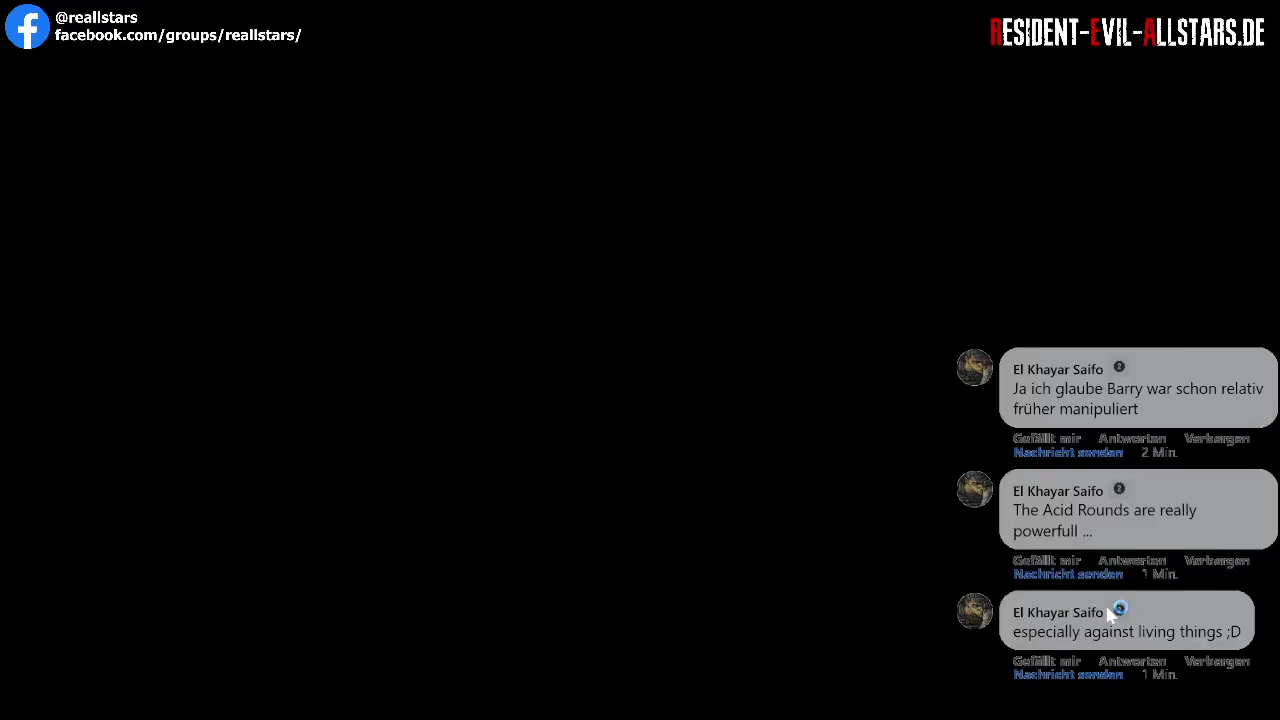 @reallstars
facebook.com/groups/reallstars/
RESIDENT-EVIL-ALLSTARS.DE
El Khayar Saifo
Ja ich glaube Barry war schon relativ
früher manipuliert
Gefällt mir Antworten Verbergen
Nachricht senden 2 Min.
El Khayar Saifo
The Acid Rounds are really
powerfull ...
Gefällt mir Antworten Verbergen
Nachricht senden 1 Min.
El Khayar Saifo
especially against living things ;D
Gefällt mir Antworten Verbergen
Nachricht senden 1 Min.